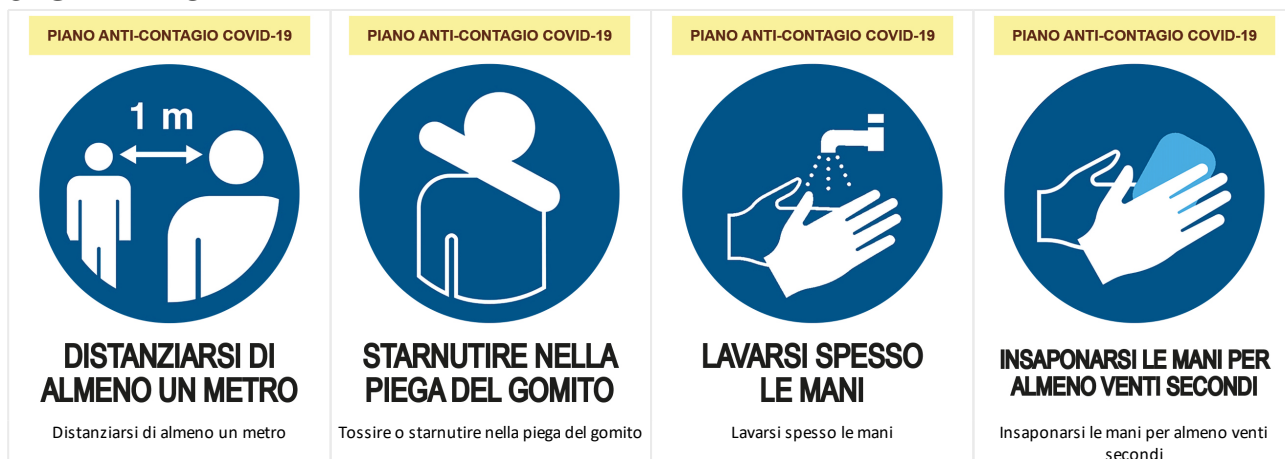 PIANO ANTI-CONTAGIO COVID-19
1 m
DISTANZIARSI DI
ALMENO UN METRO
Distanziarsi di almeno un metro
PIANO ANTI-CONTAGIO COVID-19
STARNUTIRE NELLA
PIEGA DEL GOMITO
Tossire o starnutire nella piega del gomito
PIANO ANTI-CONTAGIO COVID-19
LAVARSI SPESSO
LE MANI
Lavarsi spesso le mani
PIANO ANTI-CONTAGIO COVID-19
INSAPONARSI LE MANI PER
ALMENO VENTI SECONDI
Insaponarsi le mani per almeno venti
secondi